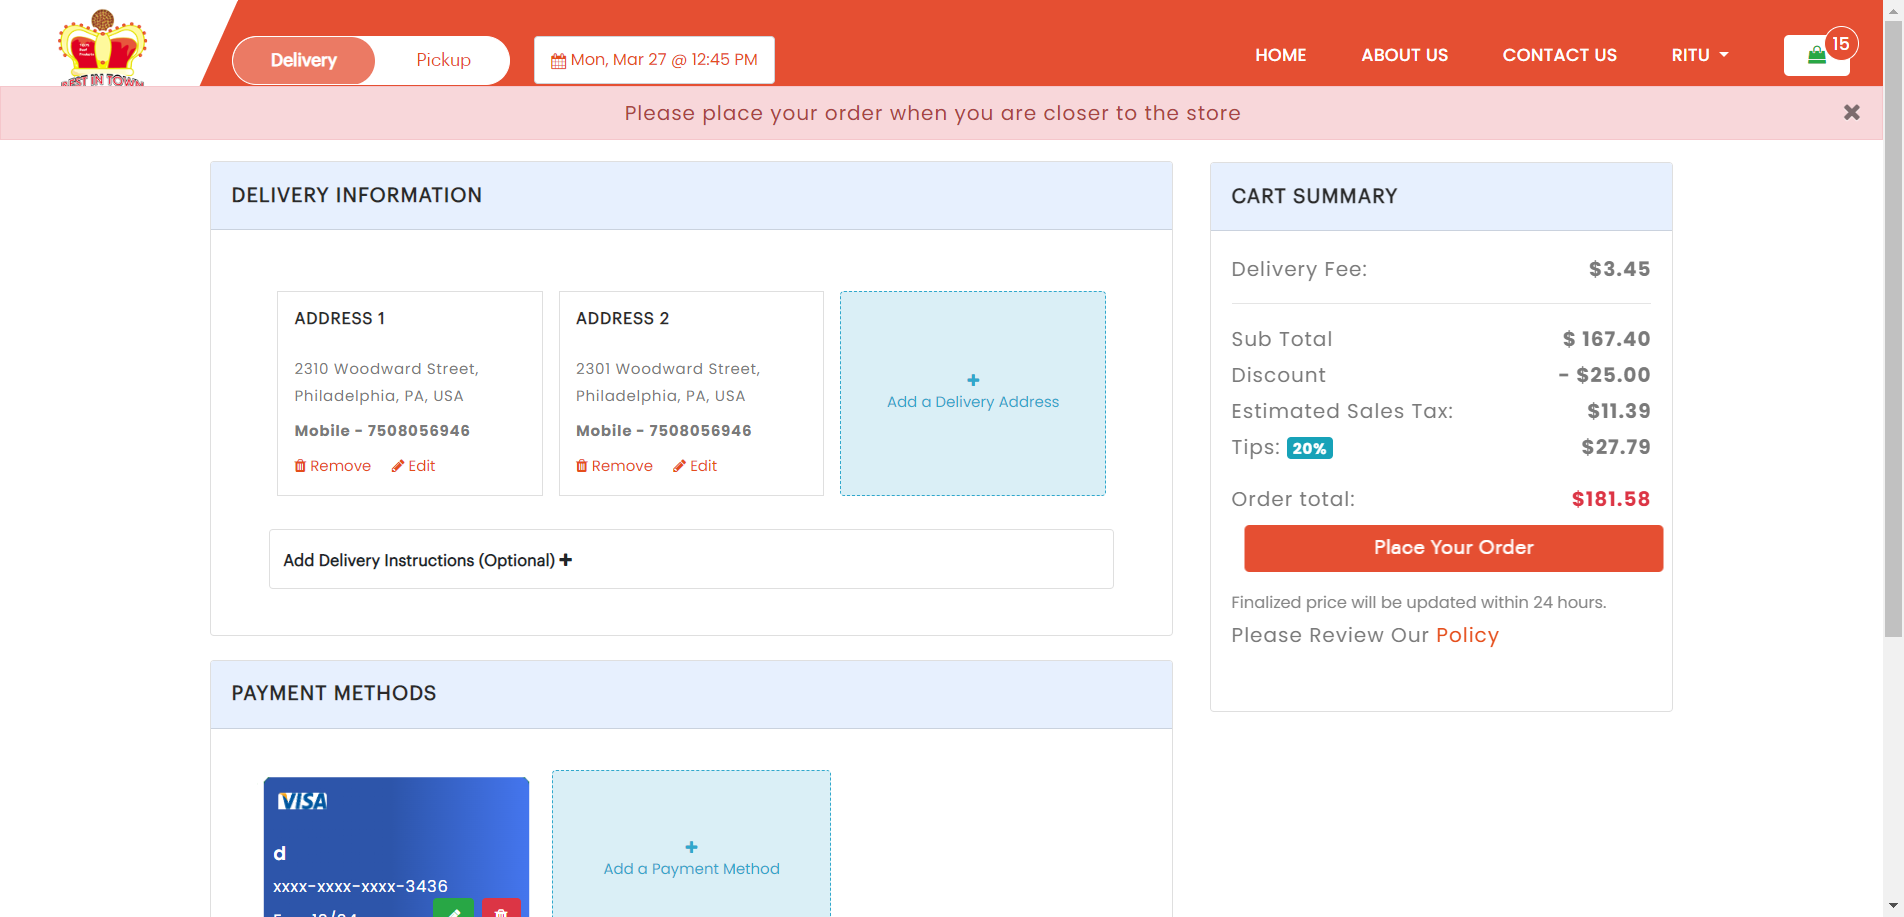 BEST IN TOWN
Delivery
Pickup
Mon, Mar 27 @ 12:45 PM
HOME
ABOUT US
CONTACT US
RITU
15
Please place your order when you are closer to the store
DELIVERY INFORMATION
ADDRESS 1
2310 Woodward Street,
Philadelphia, PA, USA
Mobile - 7508056946
Remove
Edit
ADDRESS 2
2301 Woodward Street,
Philadelphia, PA, USA
Mobile - 7508056946
Remove
Edit
Add a Delivery Address
Add Delivery Instructions (Optional)
PAYMENT METHODS
VISA
d
xxxx-xxxx-xxxx-3436
Add a Payment Method
CART SUMMARY
Delivery Fee: $3.45
Sub Total $ 167.40
Discount - $25.00
Estimated Sales Tax: $11.39
Tips: 20% $27.79
Order total: $181.58
Place Your Order
Finalized price will be updated within 24 hours.
Please Review Our Policy